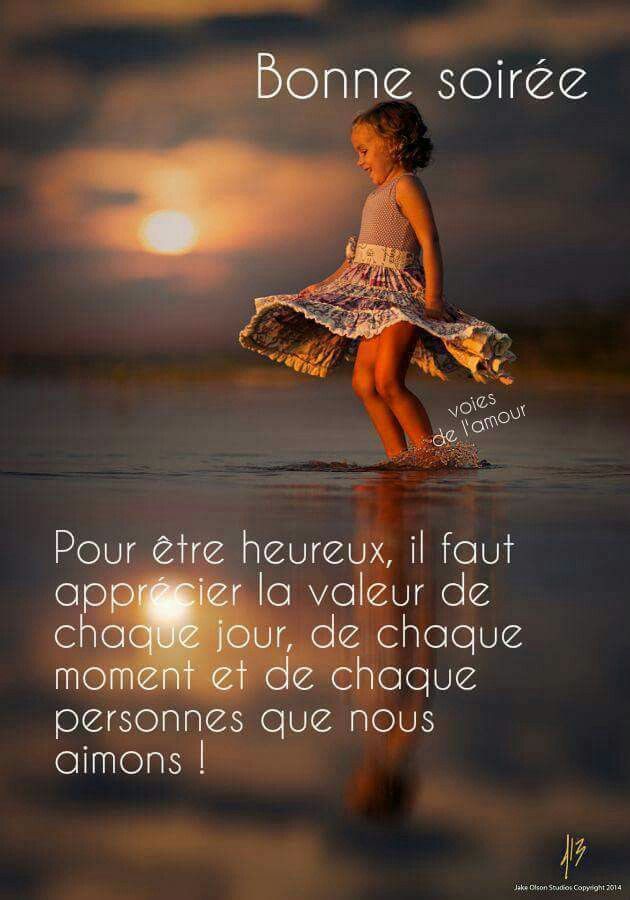 Bonne soirée
voies
de l'amour
Pour être heureux, il faut
apprécier la valeur de
chaque jour, de chaque
moment et de chaque
personnes que nous
aimons !
Jake Olson Studios Copyright 2014